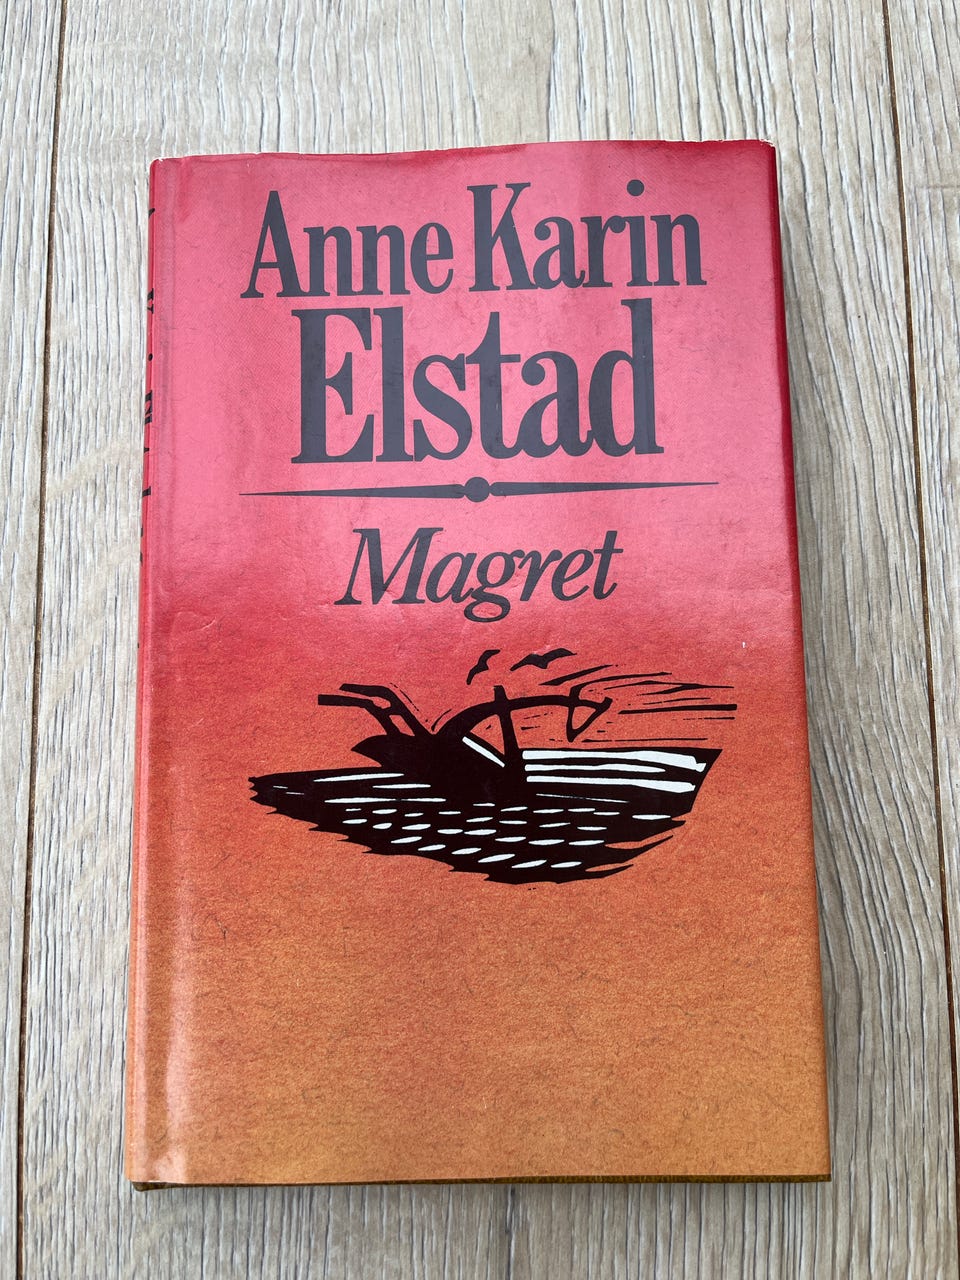 Anne Karin
Elstad
Magret